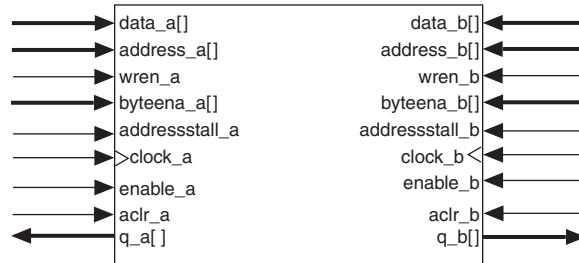 data_a[] data_b[]
address_a[] address_b[]
wren_a wren_b
byteena_a[] byteena_b[]
addressstall_a addressstall_b
clock_a clock_b
enable_a enable_b
aclr_a aclr_b
q_a[ ] q_b[]